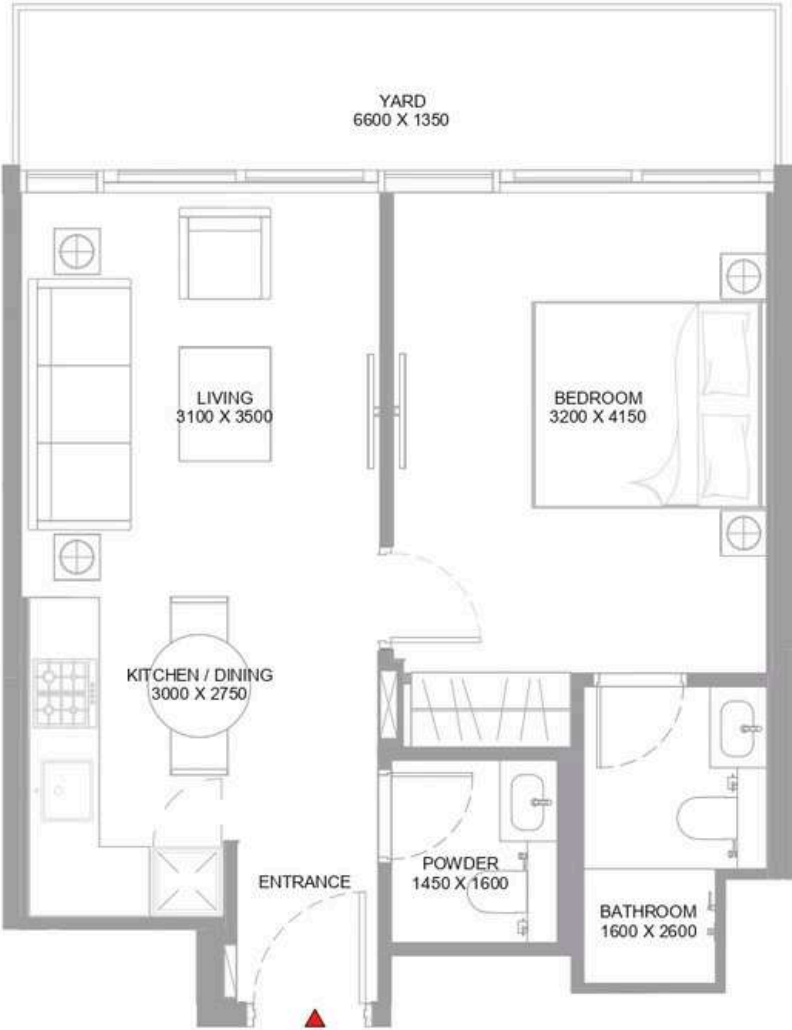 YARD
6600 X 1350
LIVING
3100 X 3500
BEDROOM
3200 X 4150
KITCHEN / DINING
3000 X 2750
ENTRANCE
POWDER
1450 X 1600
BATHROOM
1600 X 2600